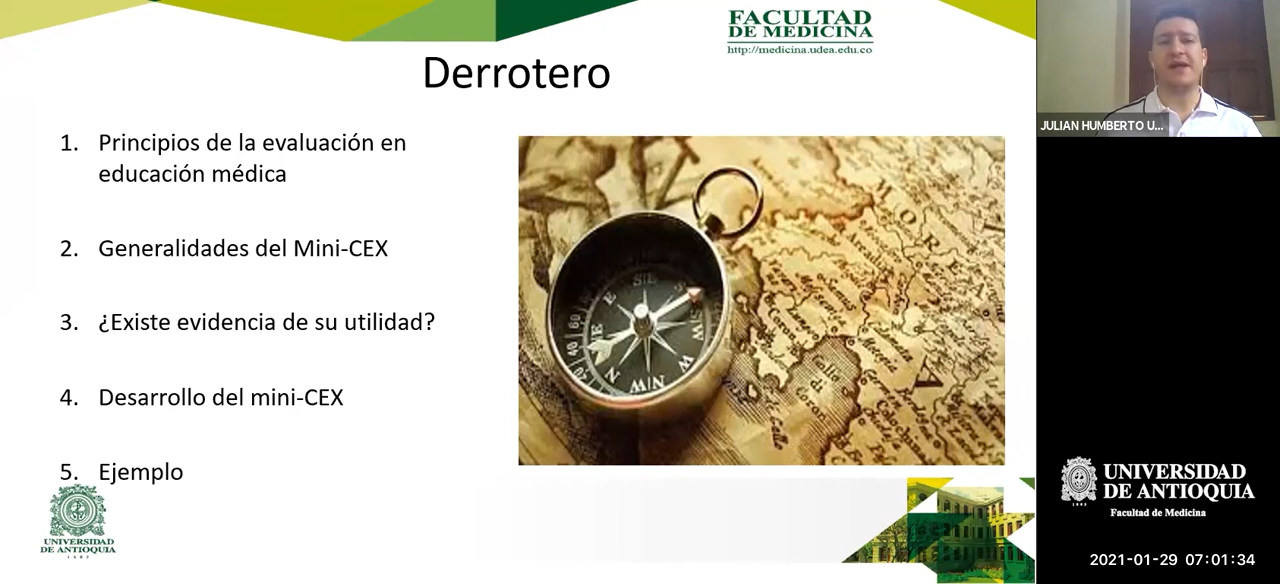 FACULTAD
DE MEDICINA
http://medicina.udea.edu.co
Derrotero
1. Principios de la evaluación en
educación médica
2. Generalidades del Mini-CEX
3. ¿Existe evidencia de su utilidad?
4. Desarrollo del mini-CEX
5. Ejemplo
UNIVERSIDAD
DE ANTIOQUIA
1803
JULIAN HUMBERTO U...
UNIVERSIDAD
DE ANTIOQUIA
1803
Facultad de Medicina
2021-01-29 07:01:34